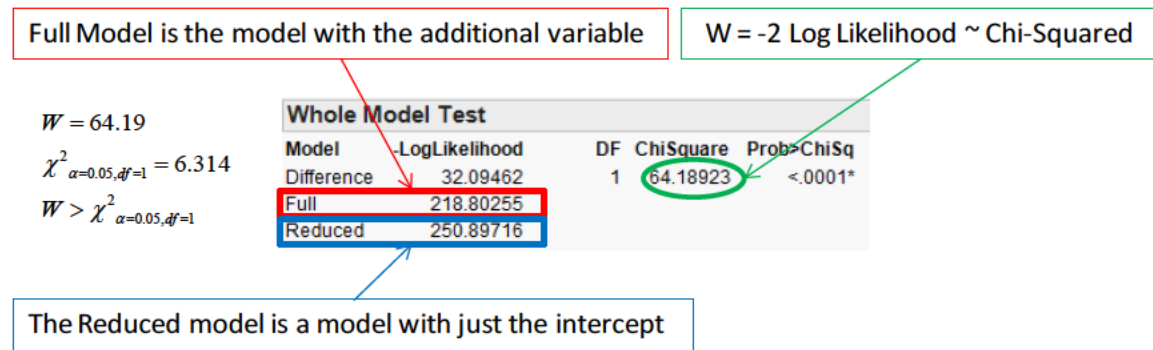 Full Model is the model with the additional variable
W = -2 Log Likelihood ~ Chi-Squared
W = 64.19
χ² α=0.05,df=1 = 6.314
W > χ² α=0.05,df=1
Whole Model Test
Model -LogLikelihood DF ChiSquare Prob>ChiSq
Difference 32.09462 1 64.18923 <.0001*
Full 218.80255
Reduced 250.89716
The Reduced model is a model with just the intercept